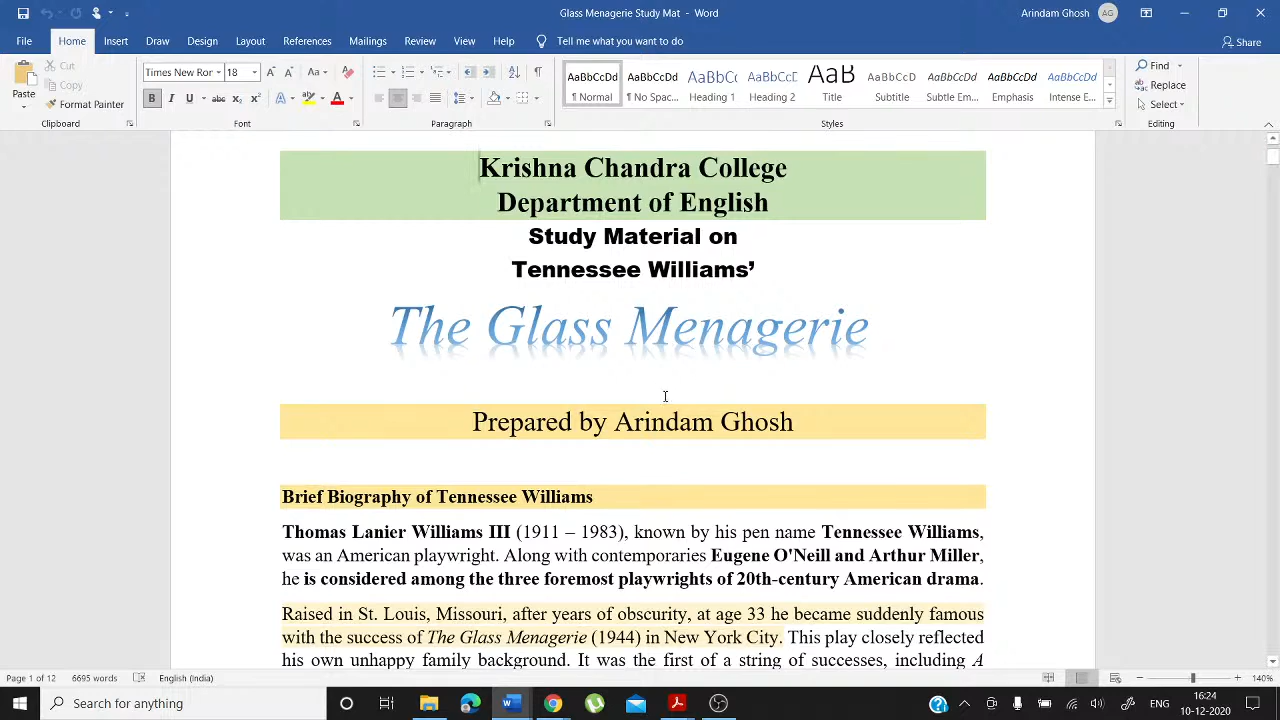 Glass Menagerie Study Mat - Word
Arindam Ghosh AG
File Home Insert Draw Design Layout References Mailings Review View Help Tell me what you want to do Share
Paste Cut Copy Format Painter
Clipboard
Times New Ror 18
Font
Paragraph
AaBbCcDd ¶ Normal
AaBbCcDd ¶ No Spac...
AaBbCc Heading 1
AaBbCcD Heading 2
AaB Title
AaBbCcDd Subtitle
AaBbCcDd Subtle Em...
AaBbCcDd Emphasis
AaBbCcDd Intense E...
Styles
Find
Replace
Select
Editing
Krishna Chandra College
Department of English
Study Material on
Tennessee Williams’
The Glass Menagerie
Prepared by Arindam Ghosh
Brief Biography of Tennessee Williams
Thomas Lanier Williams III (1911 – 1983), known by his pen name Tennessee Williams,
was an American playwright. Along with contemporaries Eugene O'Neill and Arthur Miller,
he is considered among the three foremost playwrights of 20th-century American drama.
Raised in St. Louis, Missouri, after years of obscurity, at age 33 he became suddenly famous
with the success of The Glass Menagerie (1944) in New York City. This play closely reflected
his own unhappy family background. It was the first of a string of successes, including A
Page 1 of 12 6695 words English (India) 140%
Search for anything
16:24
10-12-2020